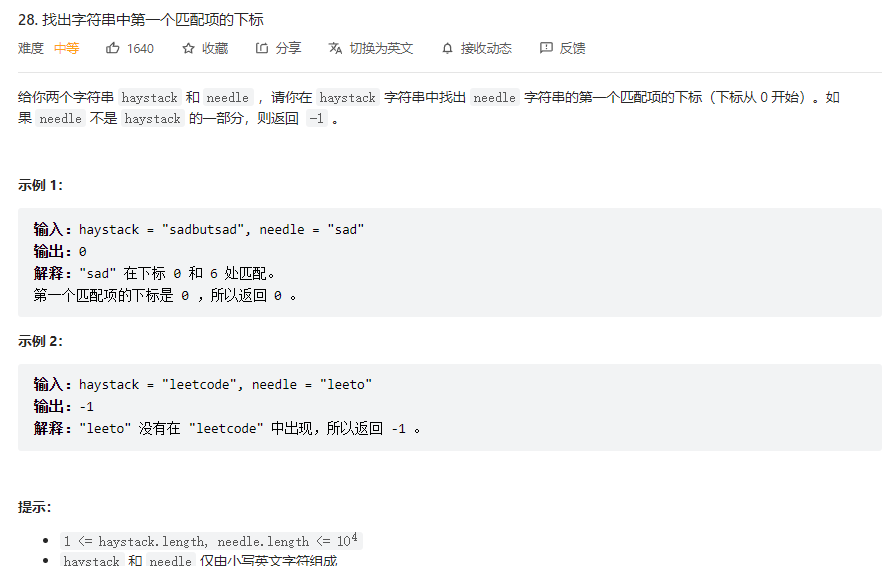 28. 找出字符串中第一个匹配项的下标
难度 中等 1640 收藏 分享 切换为英文 接收动态 反馈
给你两个字符串 haystack 和 needle ，请你在 haystack 字符串中找出 needle 字符串的第一个匹配项的下标（下标从 0 开始）。如
果 needle 不是 haystack 的一部分，则返回 -1 。
示例 1：
输入：haystack = "sadbutsad", needle = "sad"
输出：0
解释："sad" 在下标 0 和 6 处匹配。
第一个匹配项的下标是 0 ，所以返回 0 。
示例 2：
输入：haystack = "leetcode", needle = "leeto"
输出：-1
解释："leeto" 没有在 "leetcode" 中出现，所以返回 -1 。
提示：
• 1 <= haystack.length, needle.length <= 10⁴
• haystack 和 needle 仅由小写英文字符组成